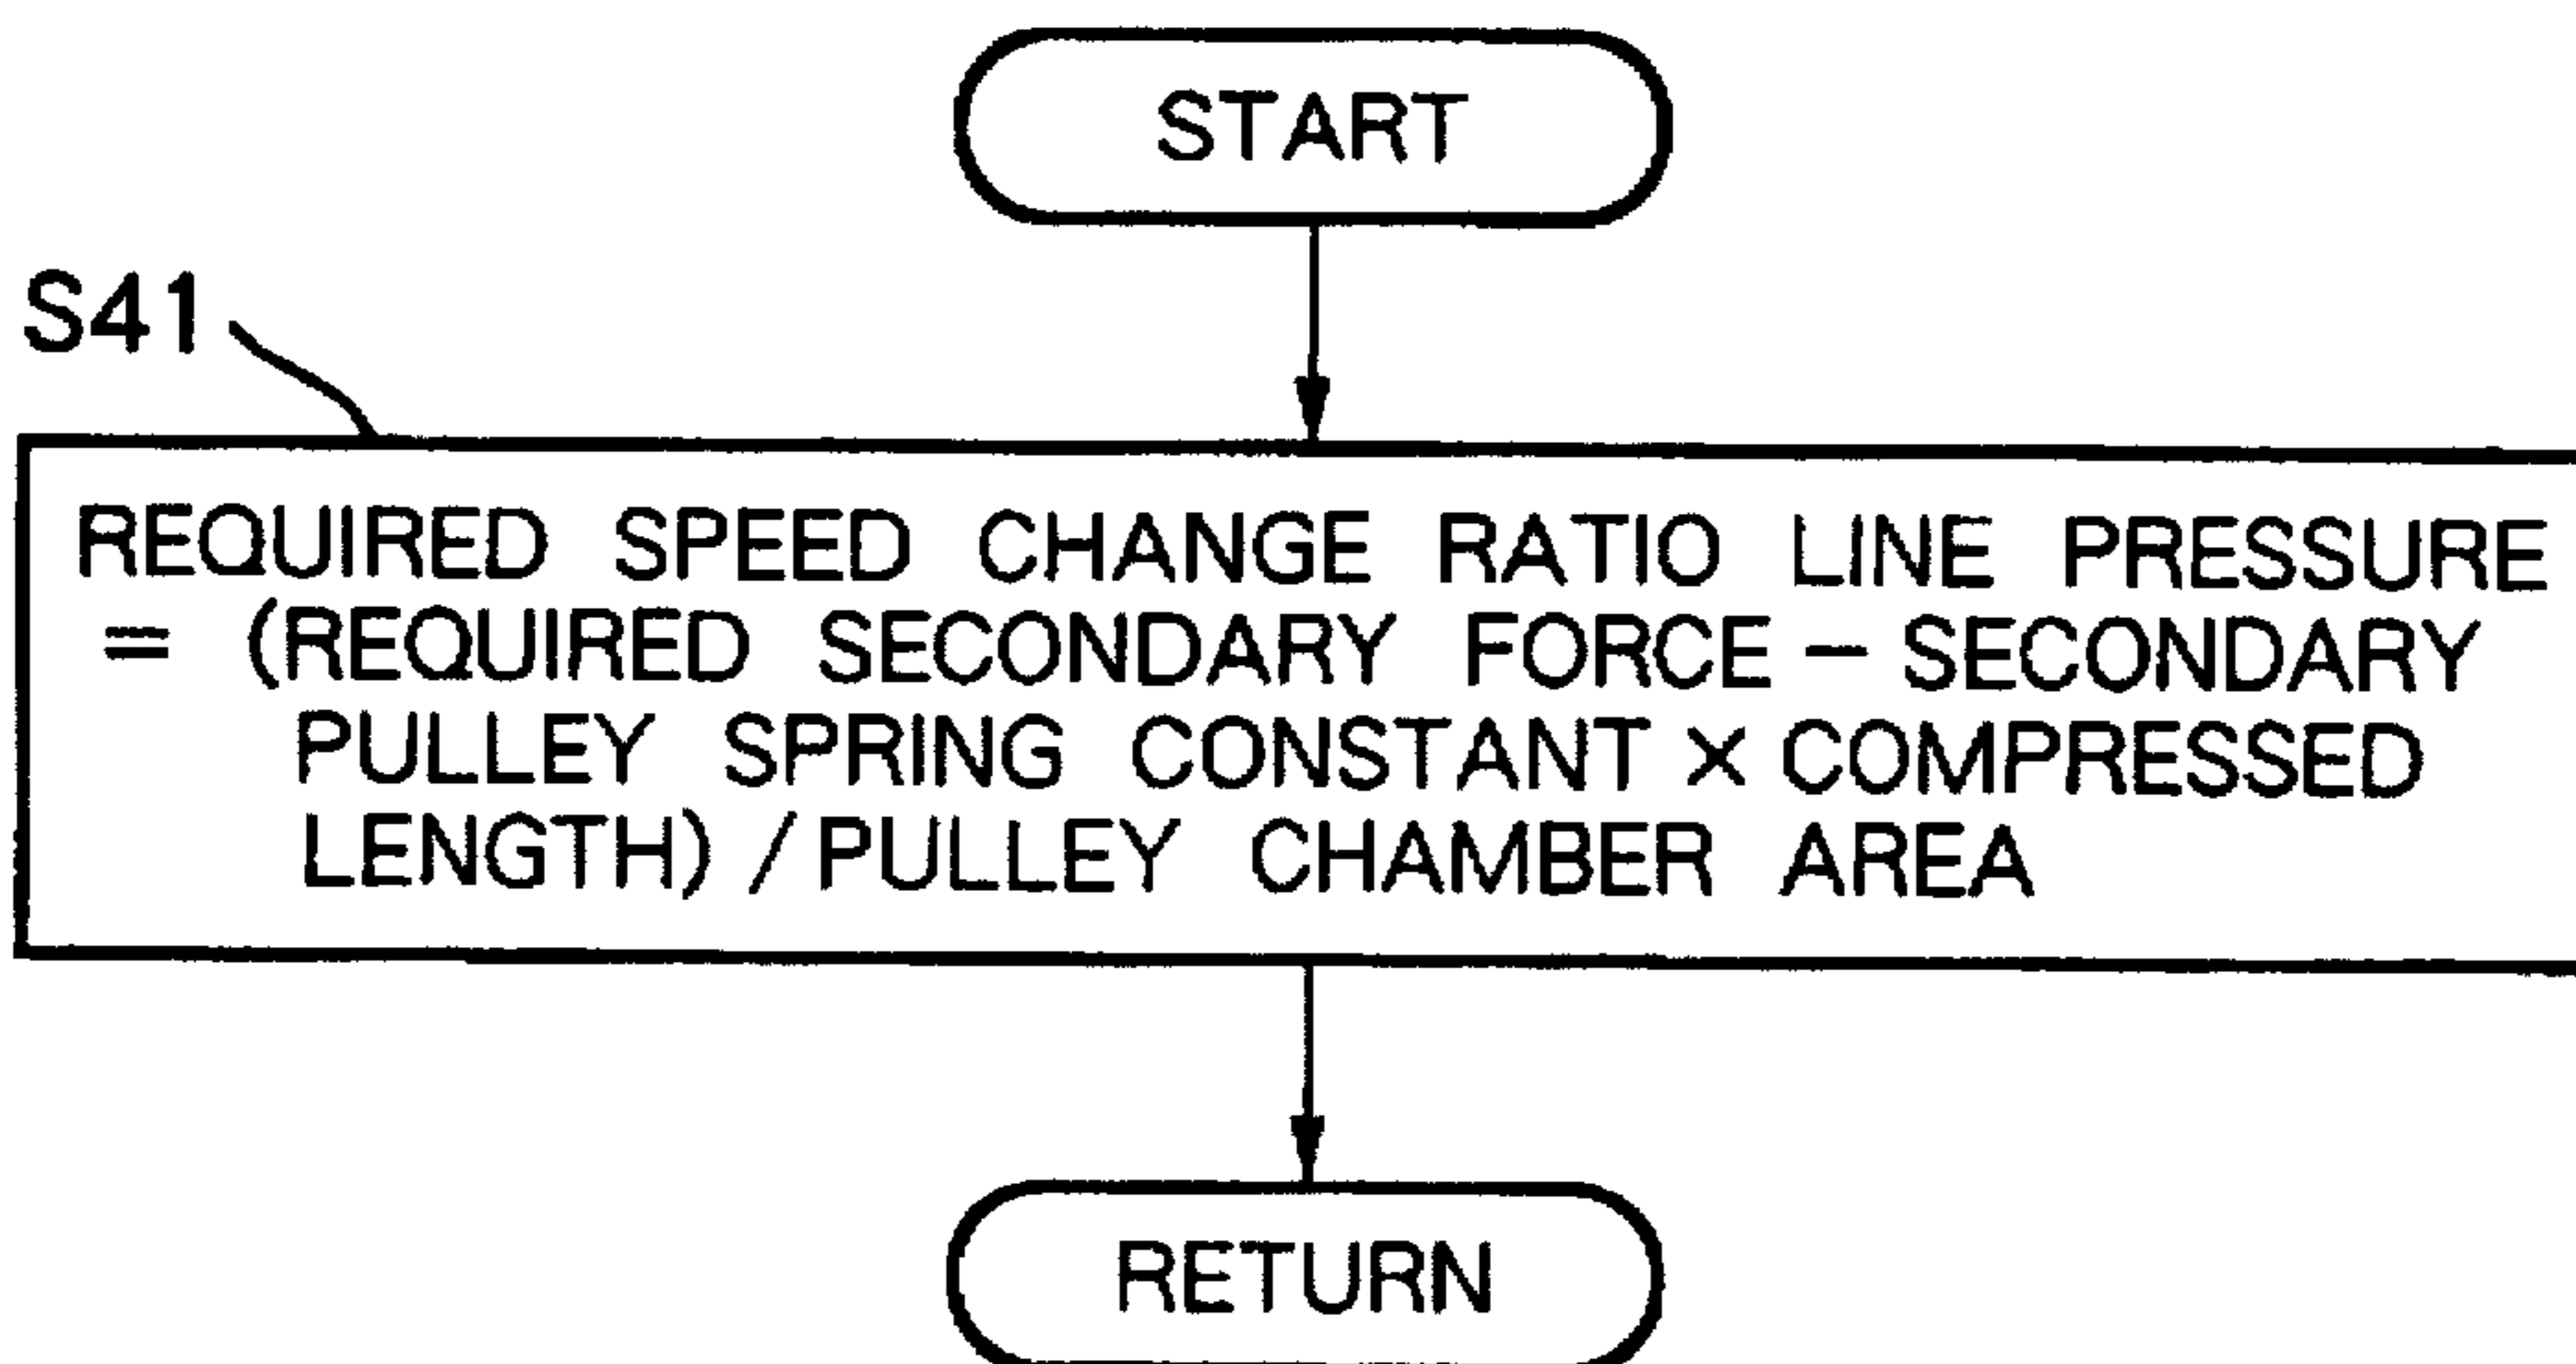 START
S41
REQUIRED SPEED CHANGE RATIO LINE PRESSURE
= (REQUIRED SECONDARY FORCE – SECONDARY
PULLEY SPRING CONSTANT × COMPRESSED
LENGTH) / PULLEY CHAMBER AREA
RETURN